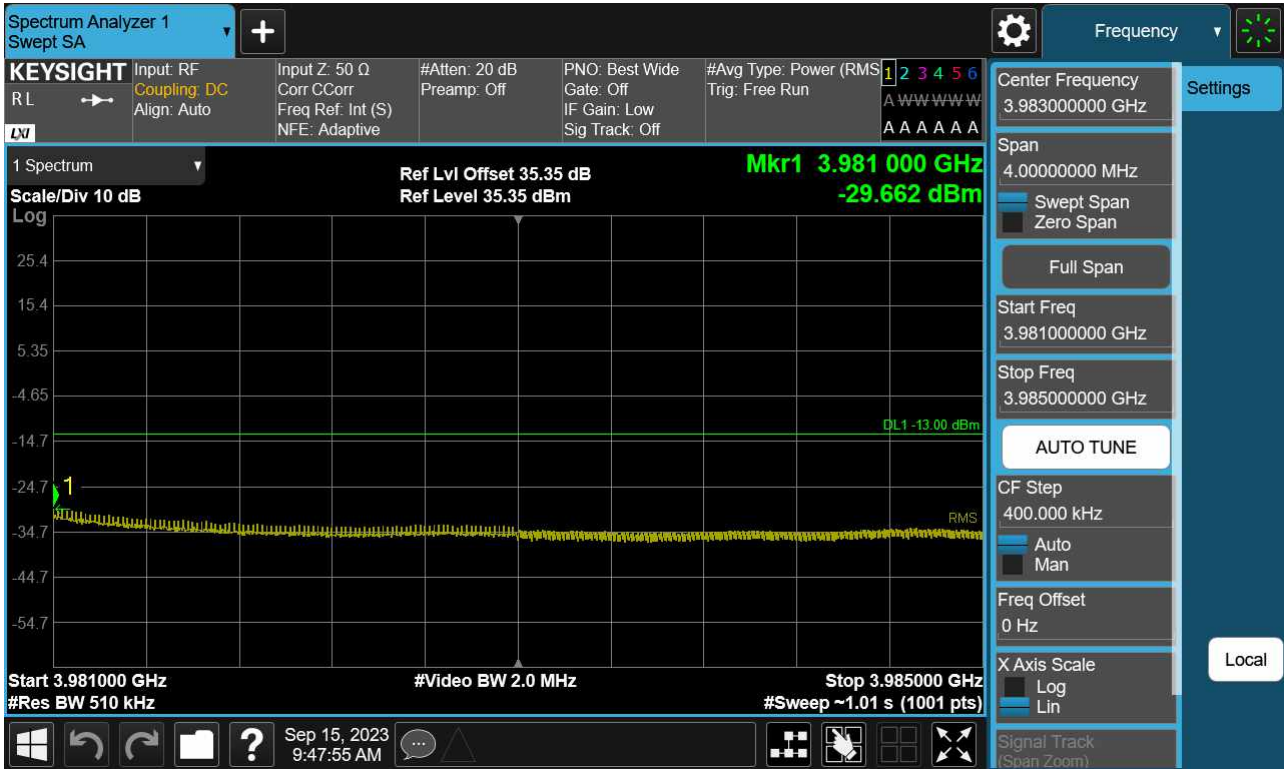 Spectrum Analyzer 1
Swept SA
+
Frequency
KEYSIGHT
R L
LXI
Input: RF
Coupling: DC
Align: Auto
Input Z: 50 Ω
Corr CCorr
Freq Ref: Int (S)
NFE: Adaptive
#Atten: 20 dB
Preamp: Off
PNO: Best Wide
Gate: Off
IF Gain: Low
Sig Track: Off
#Avg Type: Power (RMS
Trig: Free Run
1 2 3 4 5 6
A W W W W W
A A A A A A
1 Spectrum
Scale/Div 10 dB
Log
Ref Lvl Offset 35.35 dB
Ref Level 35.35 dBm
Mkr1 3.981 000 GHz
-29.662 dBm
25.4
15.4
5.35
-4.65
-14.7
-24.7
-34.7
-44.7
-54.7
DL1 -13.00 dBm
1
RMS
Start 3.981000 GHz
#Res BW 510 kHz
#Video BW 2.0 MHz
Stop 3.985000 GHz
#Sweep ~1.01 s (1001 pts)
Center Frequency
3.983000000 GHz
Settings
Span
4.00000000 MHz
Swept Span
Zero Span
Full Span
Start Freq
3.981000000 GHz
Stop Freq
3.985000000 GHz
AUTO TUNE
CF Step
400.000 kHz
Auto
Man
Freq Offset
0 Hz
X Axis Scale
Log
Lin
Local
Signal Track
(Span Zoom)
?
Sep 15, 2023
9:47:55 AM